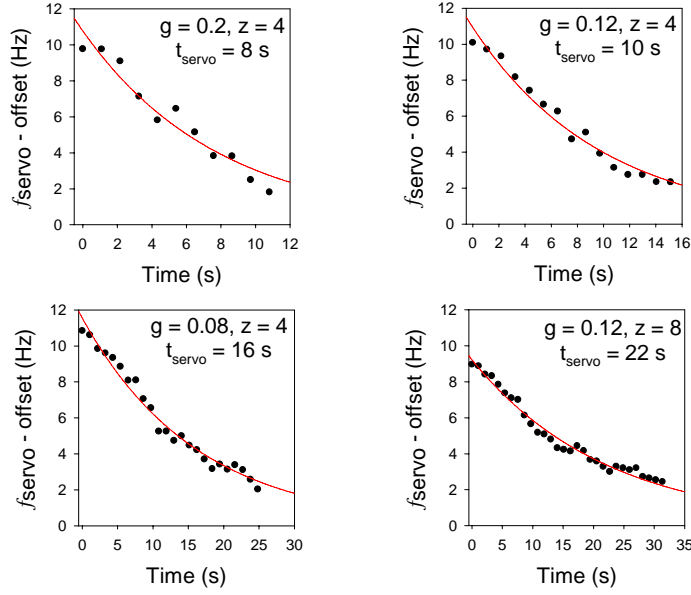 g = 0.2, z = 4
t_servo = 8 s
12
10
8
6
4
2
0
0 2 4 6 8 10 12
Time (s)
fservo - offset (Hz)
g = 0.12, z = 4
t_servo = 10 s
12
10
8
6
4
2
0
0 2 4 6 8 10 12 14 16
Time (s)
fservo - offset (Hz)
g = 0.08, z = 4
t_servo = 16 s
12
10
8
6
4
2
0
0 5 10 15 20 25 30
Time (s)
fservo - offset (Hz)
g = 0.12, z = 8
t_servo = 22 s
12
10
8
6
4
2
0
0 5 10 15 20 25 30 35
Time (s)
fservo - offset (Hz)